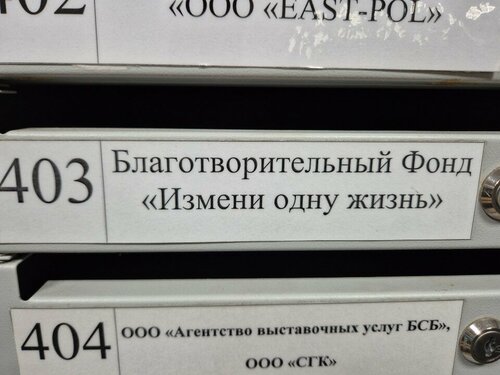 402
«ООО «EAST-POL»
403
Благотворительный Фонд
«Измени одну жизнь»
404
ООО «Агентство выставочных услуг БСБ»,
ООО «СГК»